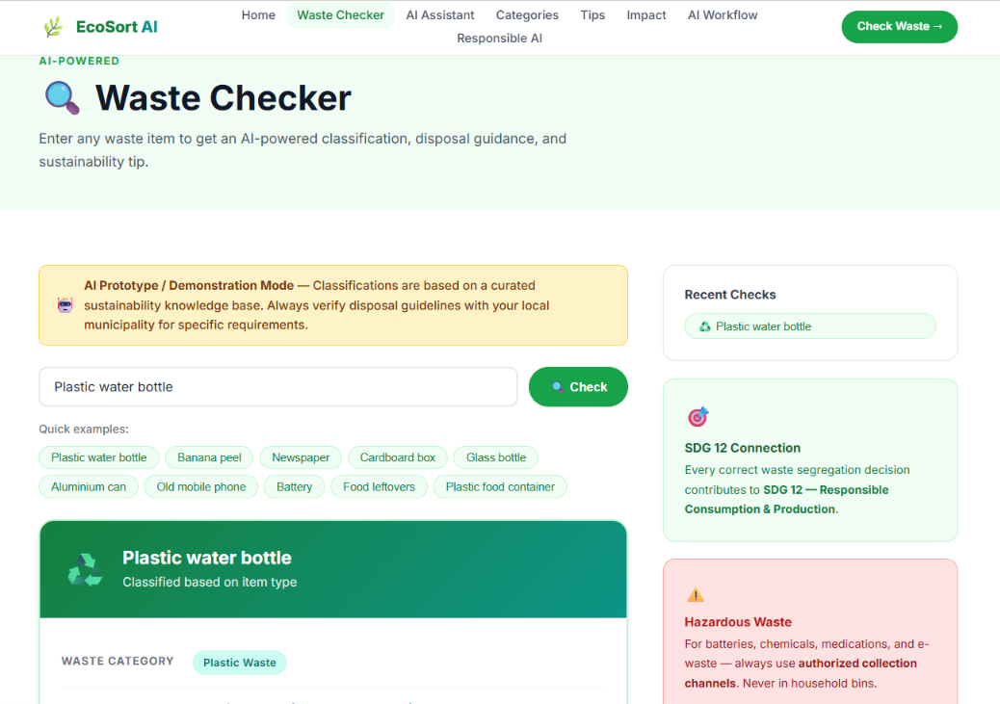 EcoSort AI
Home
Waste Checker
AI Assistant
Categories
Tips
Impact
AI Workflow
Responsible AI
Check Waste →
AI-POWERED
Waste Checker
Enter any waste item to get an AI-powered classification, disposal guidance, and
sustainability tip.
AI Prototype / Demonstration Mode — Classifications are based on a curated
sustainability knowledge base. Always verify disposal guidelines with your local
municipality for specific requirements.
Plastic water bottle
Check
Quick examples:
Plastic water bottle
Banana peel
Newspaper
Cardboard box
Glass bottle
Aluminium can
Old mobile phone
Battery
Food leftovers
Plastic food container
Plastic water bottle
Classified based on item type
WASTE CATEGORY
Plastic Waste
Recent Checks
Plastic water bottle
SDG 12 Connection
Every correct waste segregation decision
contributes to SDG 12 — Responsible
Consumption & Production.
Hazardous Waste
For batteries, chemicals, medications, and e-
waste — always use authorized collection
channels. Never in household bins.